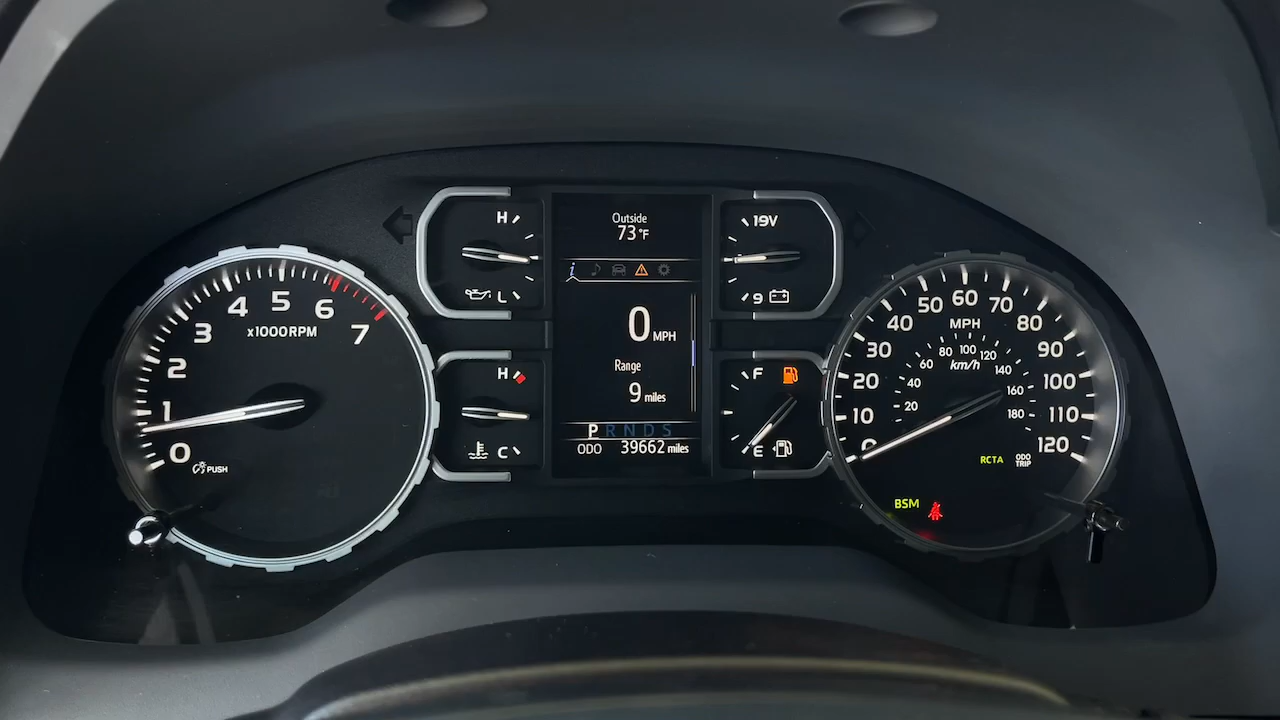 4 5 6
3 x1000RPM 7
2
1
0 PUSH
H
L
H
C
Outside
73°F
i
0 MPH
Range
9 miles
P R N D S
ODO 39662 miles
19V
9
F
E
50 60 70
40 MPH 80
30 90
20 100
10 110
0 120
80 100 120
60 km/h 140
40 160
20 180
RCTA ODO
TRIP
BSM